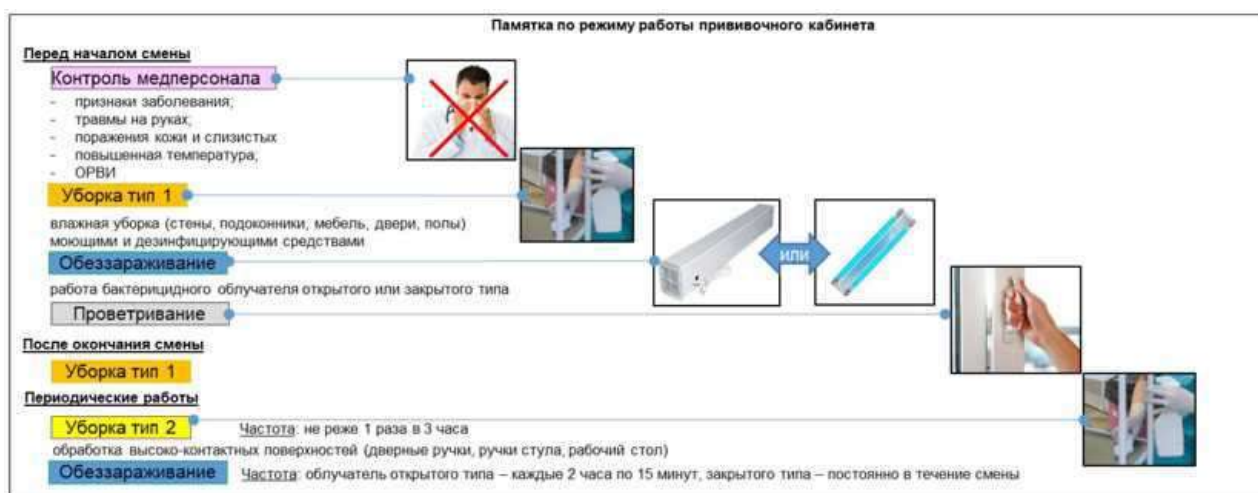 Памятка по режиму работы прививочного кабинета
Перед началом смены
Контроль медперсонала
- признаки заболевания;
- травмы на руках;
- поражения кожи и слизистых
- повышенная температура;
- ОРВИ
Уборка тип 1
влажная уборка (стены, подоконники, мебель, двери, полы)
моющими и дезинфицирующими средствами
Обеззараживание
или
работа бактерицидного облучателя открытого или закрытого типа
Проветривание
После окончания смены
Уборка тип 1
Периодические работы
Уборка тип 2 Частота: не реже 1 раза в 3 часа
обработка высоко-контактных поверхностей (дверные ручки, ручки стула, рабочий стол)
Обеззараживание Частота: облучатель открытого типа – каждые 2 часа по 15 минут, закрытого типа – постоянно в течение смены